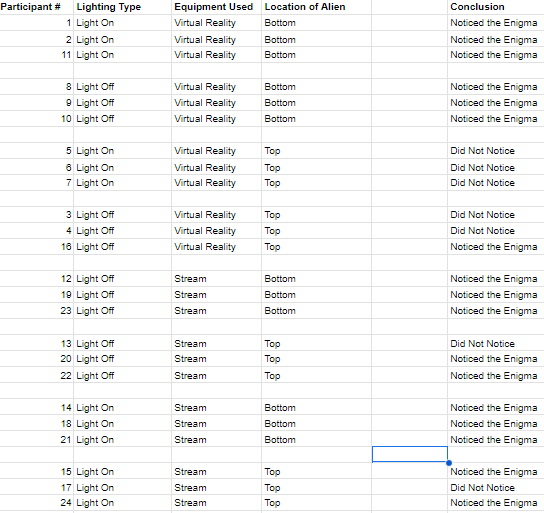 Participant # Lighting Type Equipment Used Location of Alien Conclusion
1 Light On Virtual Reality Bottom Noticed the Enigma
2 Light On Virtual Reality Bottom Noticed the Enigma
11 Light On Virtual Reality Bottom Noticed the Enigma
8 Light Off Virtual Reality Bottom Noticed the Enigma
9 Light Off Virtual Reality Bottom Noticed the Enigma
10 Light Off Virtual Reality Bottom Noticed the Enigma
5 Light On Virtual Reality Top Did Not Notice
6 Light On Virtual Reality Top Did Not Notice
7 Light On Virtual Reality Top Did Not Notice
3 Light Off Virtual Reality Top Did Not Notice
4 Light Off Virtual Reality Top Did Not Notice
16 Light Off Virtual Reality Top Noticed the Enigma
12 Light Off Stream Bottom Noticed the Enigma
19 Light Off Stream Bottom Noticed the Enigma
23 Light Off Stream Bottom Noticed the Enigma
13 Light Off Stream Top Did Not Notice
20 Light Off Stream Top Noticed the Enigma
22 Light Off Stream Top Noticed the Enigma
14 Light On Stream Bottom Noticed the Enigma
18 Light On Stream Bottom Noticed the Enigma
21 Light On Stream Bottom Noticed the Enigma
15 Light On Stream Top Noticed the Enigma
17 Light On Stream Top Did Not Notice
24 Light On Stream Top Noticed the Enigma